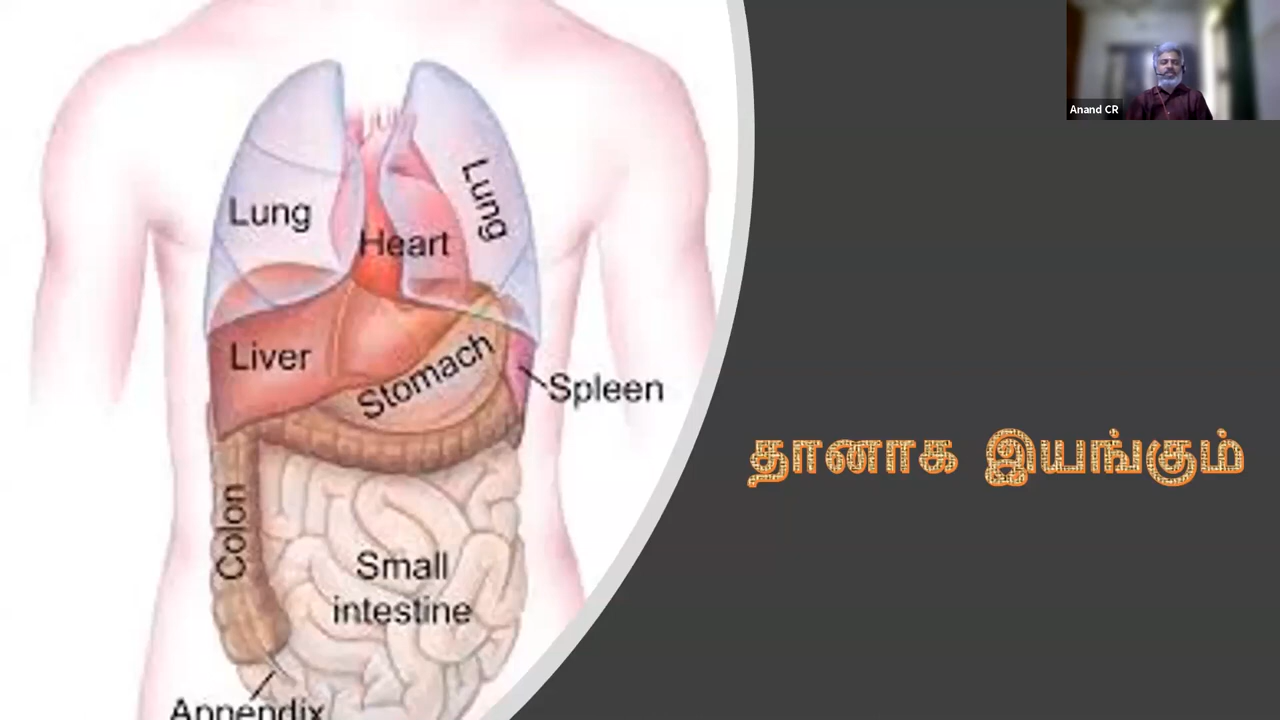 Anand CR
Lung
Lung
Heart
Liver
Stomach
Spleen
Colon
Small
intestine
Appendix
தானாக இயங்கும்